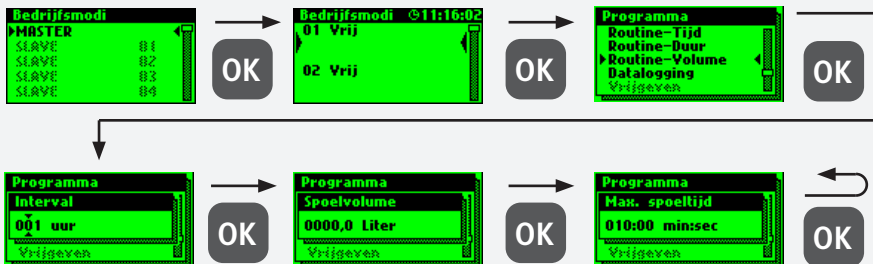 Bedrijfsmodi
MASTER
SLAVE 01
SLAVE 02
SLAVE 03
SLAVE 04
OK
Bedrijfsmodi 11:16:02
01 Vrij
02 Vrij
OK
Programma
Routine-Tijd
Routine-Duur
Routine-Volume
Datalogging
Vrijgeven
OK
Programma
Interval
001 uur
Vrijgeven
OK
Programma
Spoelvolume
0000,0 Liter
Vrijgeven
OK
Programma
Max. spoeltijd
010:00 min:sec
Vrijgeven
OK